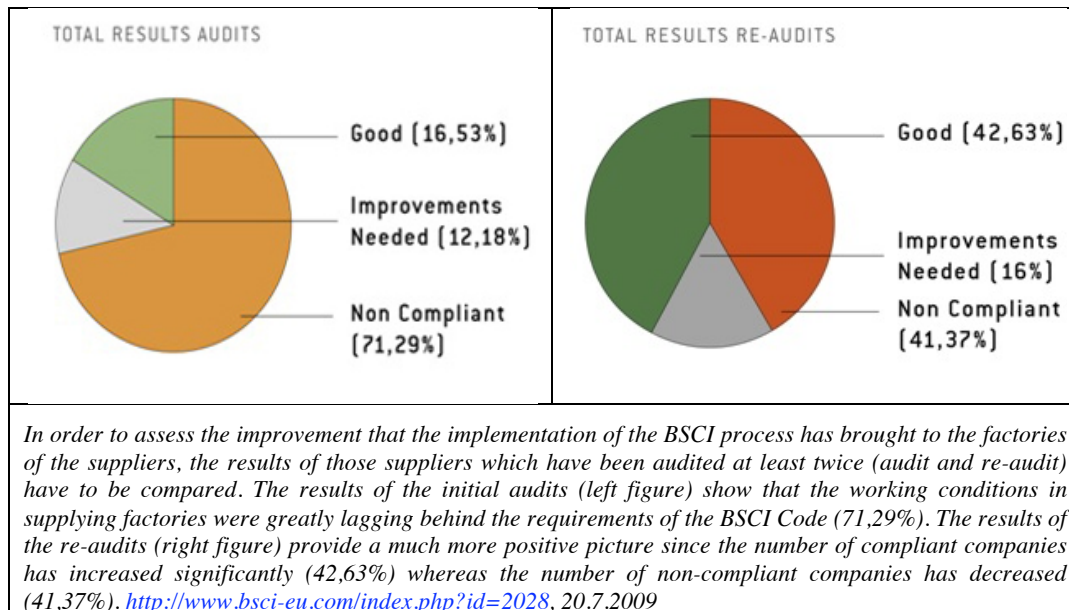 TOTAL RESULTS AUDITS
Good (16,53%)
Improvements
Needed (12,18%)
Non Compliant
(71,29%)
TOTAL RESULTS RE-AUDITS
Good (42,63%)
Improvements
Needed (16%)
Non Compliant
(41,37%)
In order to assess the improvement that the implementation of the BSCI process has brought to the factories
of the suppliers, the results of those suppliers which have been audited at least twice (audit and re-audit)
have to be compared. The results of the initial audits (left figure) show that the working conditions in
supplying factories were greatly lagging behind the requirements of the BSCI Code (71,29%). The results of
the re-audits (right figure) provide a much more positive picture since the number of compliant companies
has increased significantly (42,63%) whereas the number of non-compliant companies has decreased
(41,37%). http://www.bsci-eu.com/index.php?id=2028, 20.7.2009